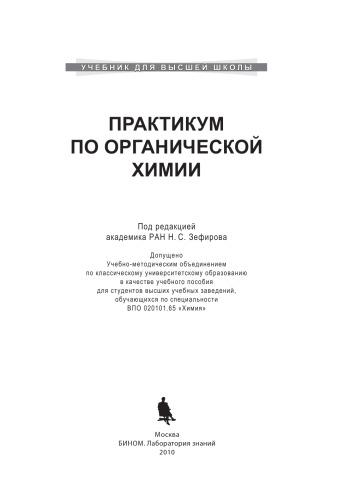 УЧЕБНИК ДЛЯ ВЫСШЕЙ ШКОЛЫ
ПРАКТИКУМ
ПО ОРГАНИЧЕСКОЙ
ХИМИИ
Под редакцией
академика РАН Н. С. Зефирова
Допущено
Учебно-методическим объединением
по классическому университетскому образованию
в качестве учебного пособия
для студентов высших учебных заведений,
обучающихся по специальности
ВПО 020101.65 «Химия»
Москва
БИНОМ. Лаборатория знаний
2010